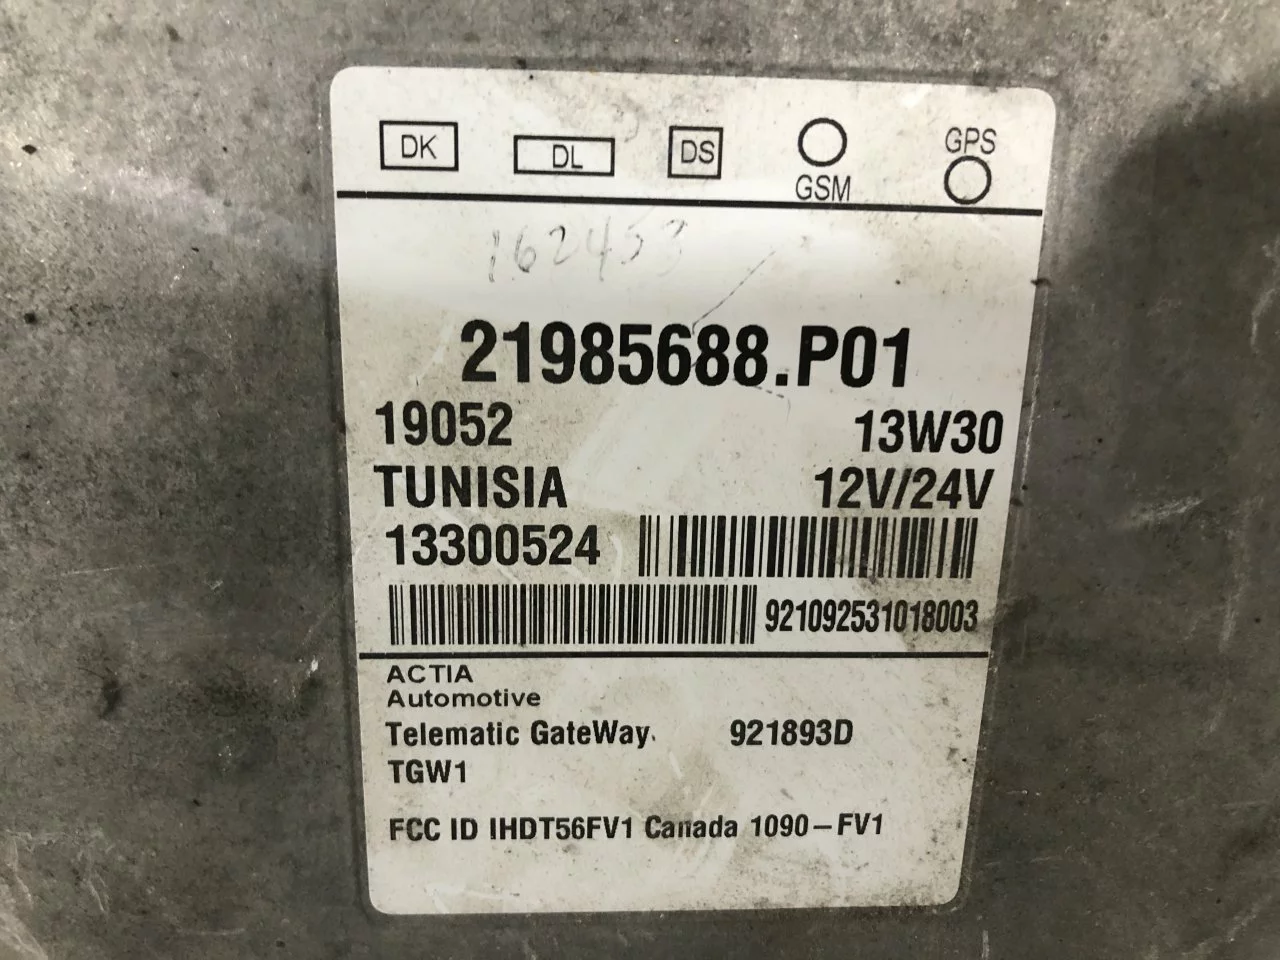 DK DL DS GSM GPS
162453
21985688.P01
19052 13W30
TUNISIA 12V/24V
13300524
921092531018003
ACTIA
Automotive
Telematic GateWay. 921893D
TGW1
FCC ID IHDT56FV1 Canada 1090-FV1